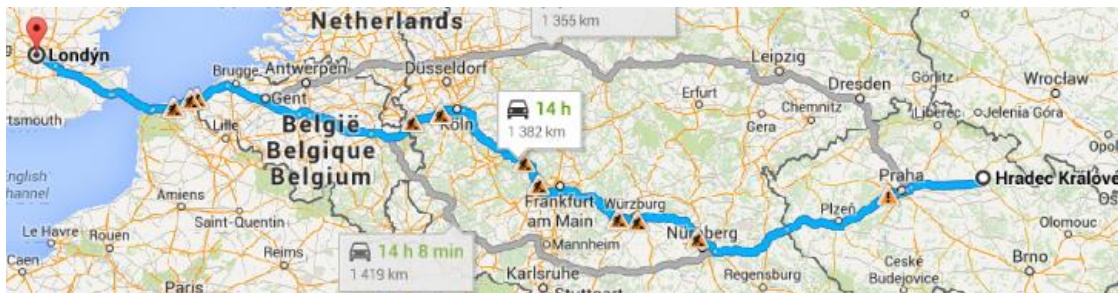 Netherlands
1 355 km
Londýn
Brugge
Antwerpen
Düsseldorf
Leipzig
Dresden
Görlitz
Wrocław
Gent
14 h
1 382 km
Erfurt
Chemnitz
Gera
Liberec
Jelenia Góra
rtsmouth
Lille
België
Belgique
Belgium
Köln
Opol
English
hannel
Amiens
Saint-Quentin
Frankfurt
am Main
Würzburg
Praha
Hradec Králové
Os
Le Havre
Rouen
Reims
14 h 8 min
1 419 km
Mannheim
Nürnberg
Plzeň
Olomouc
Caen
Paris
Karlsruhe
Stuttgart
Regensburg
České
Budějovice
Brno